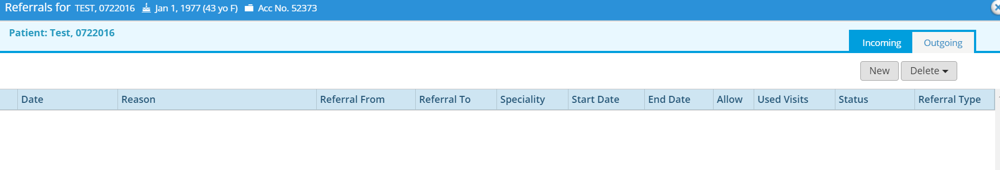 Referrals for TEST, 0722016 Jan 1, 1977 (43 yo F) Acc No. 52373
Patient: Test, 0722016
Incoming Outgoing
New Delete
Date Reason Referral From Referral To Speciality Start Date End Date Allow Used Visits Status Referral Type